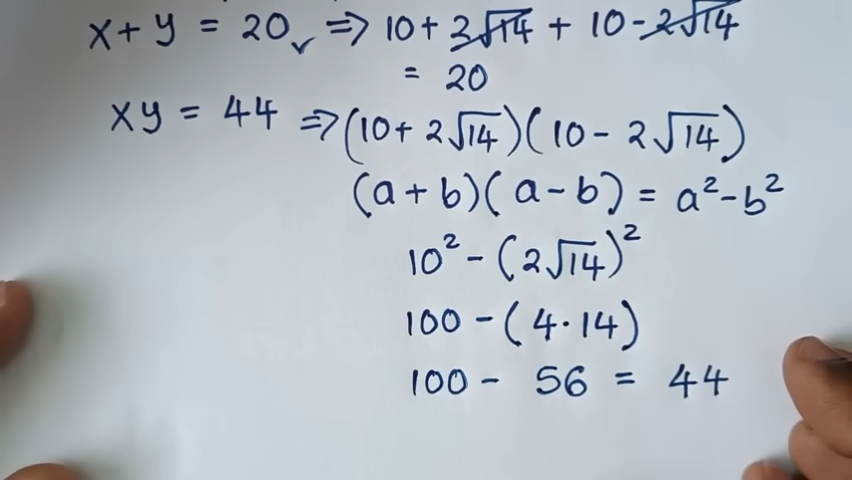 x + y = 20 ✓ ⇒ 10 + 2√14 + 10 - 2√14
= 20
xy = 44 ⇒ (10 + 2√14)(10 - 2√14)
(a + b)(a - b) = a² - b²
10² - (2√14)²
100 - (4·14)
100 - 56 = 44